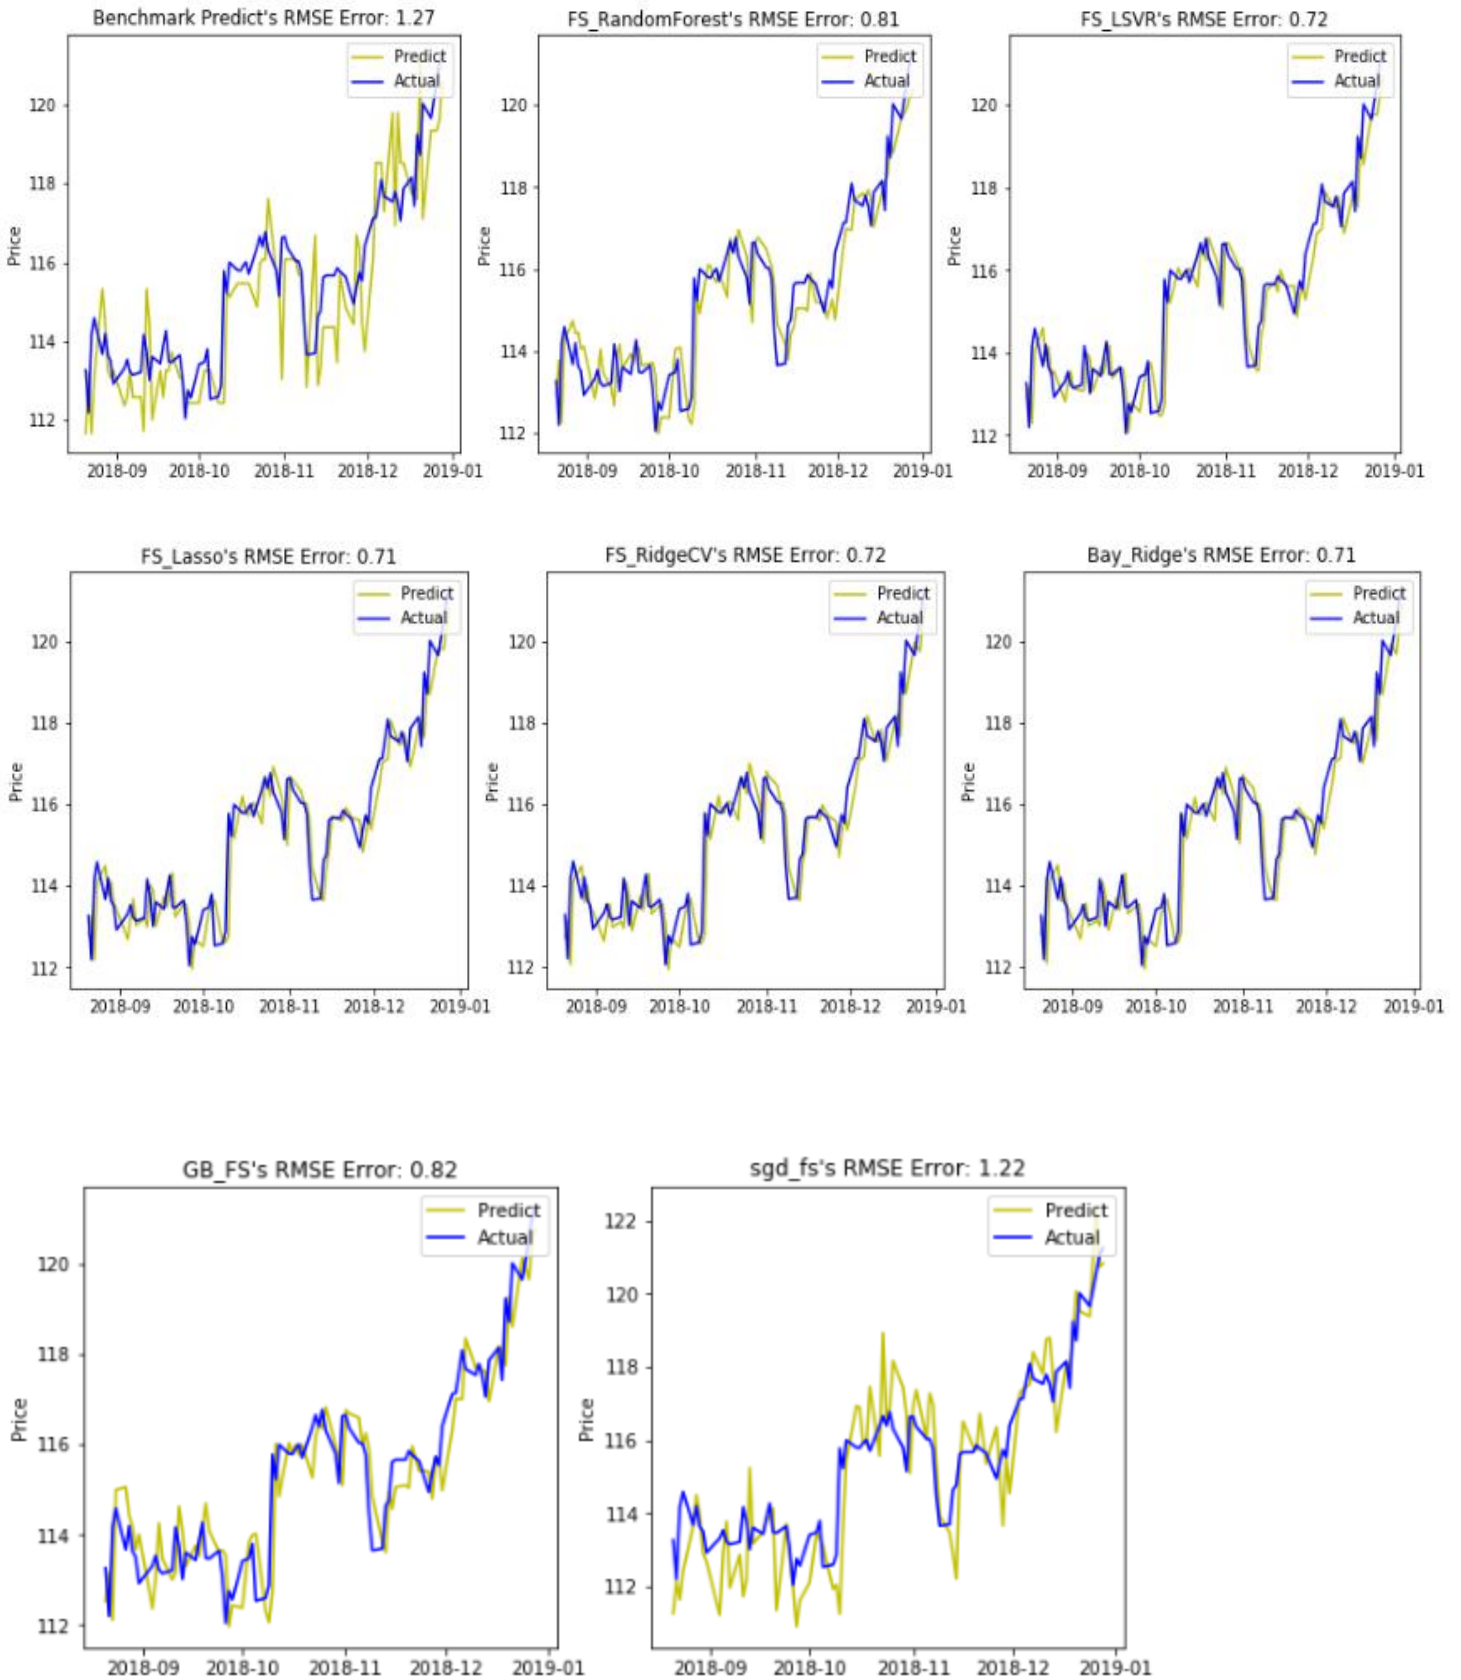 Benchmark Predict's RMSE Error: 1.27
Predict
Actual
Price
120
118
116
114
112
2018-09 2018-10 2018-11 2018-12 2019-01
FS_RandomForest's RMSE Error: 0.81
Predict
Actual
Price
120
118
116
114
112
2018-09 2018-10 2018-11 2018-12 2019-01
FS_LSVR's RMSE Error: 0.72
Predict
Actual
Price
120
118
116
114
112
2018-09 2018-10 2018-11 2018-12 2019-01
FS_Lasso's RMSE Error: 0.71
Predict
Actual
Price
120
118
116
114
112
2018-09 2018-10 2018-11 2018-12 2019-01
FS_RidgeCV's RMSE Error: 0.72
Predict
Actual
Price
120
118
116
114
112
2018-09 2018-10 2018-11 2018-12 2019-01
Bay_Ridge's RMSE Error: 0.71
Predict
Actual
Price
120
118
116
114
112
2018-09 2018-10 2018-11 2018-12 2019-01
GB_FS's RMSE Error: 0.82
Predict
Actual
Price
120
118
116
114
112
2018-09 2018-10 2018-11 2018-12 2019-01
sgd_fs's RMSE Error: 1.22
Predict
Actual
Price
122
120
118
116
114
112
2018-09 2018-10 2018-11 2018-12 2019-01